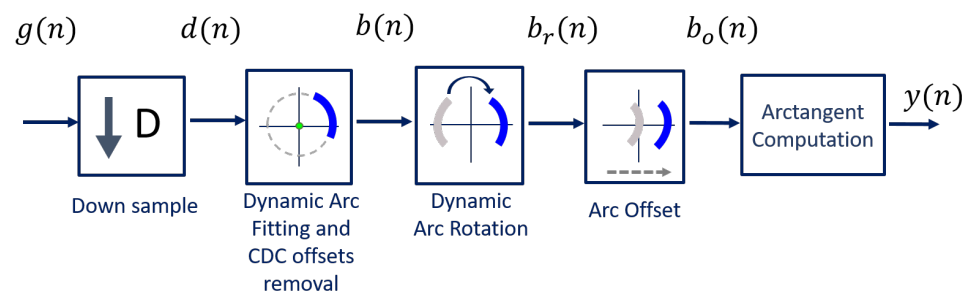 g(n)
d(n)
b(n)
b_r(n)
b_o(n)
D
Arctangent
Computation
y(n)
Down sample
Dynamic Arc
Fitting and
CDC offsets
removal
Dynamic
Arc Rotation
Arc Offset